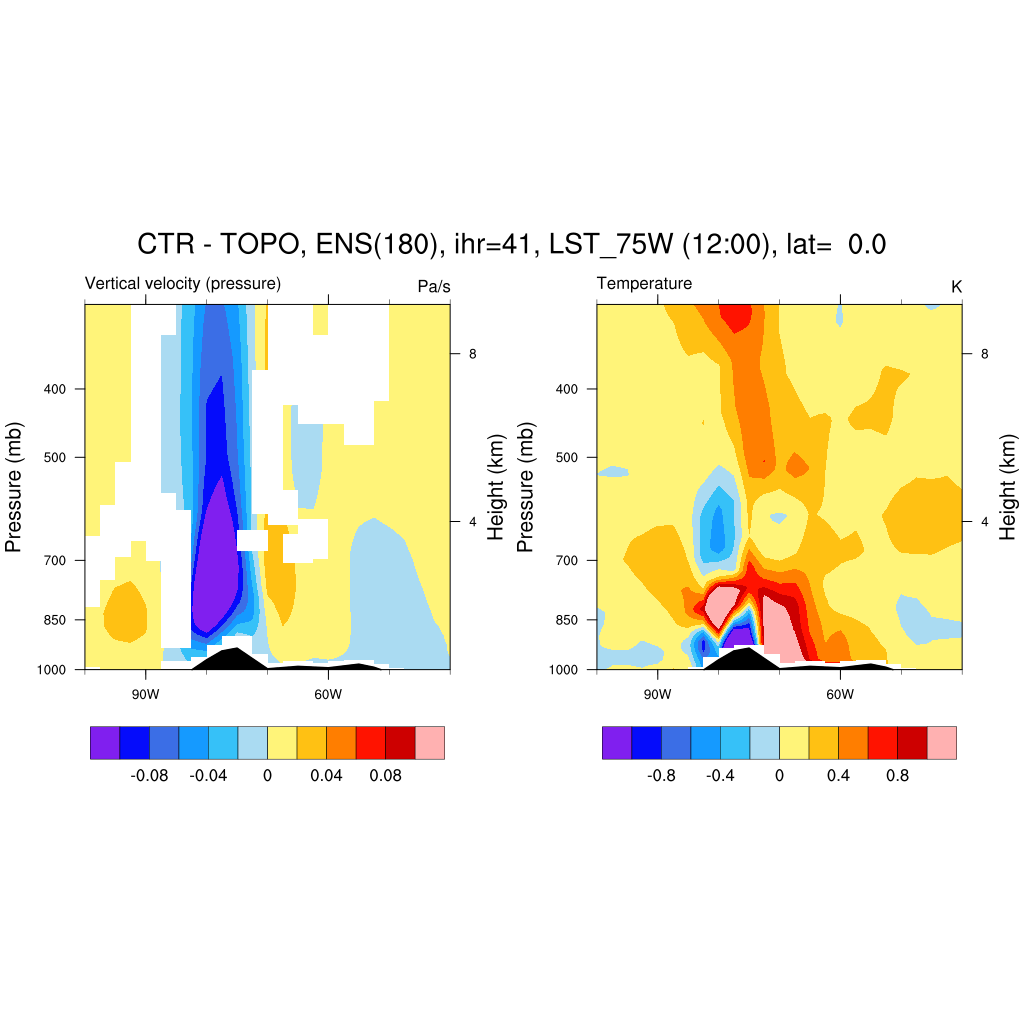 CTR - TOPO, ENS(180), ihr=41, LST_75W (12:00), lat= 0.0
Vertical velocity (pressure) Pa/s
Temperature K
Pressure (mb)
400
500
700
850
1000
8
4
Height (km)
90W 60W
-0.08 -0.04 0 0.04 0.08
Pressure (mb)
400
500
700
850
1000
8
4
Height (km)
90W 60W
-0.8 -0.4 0 0.4 0.8